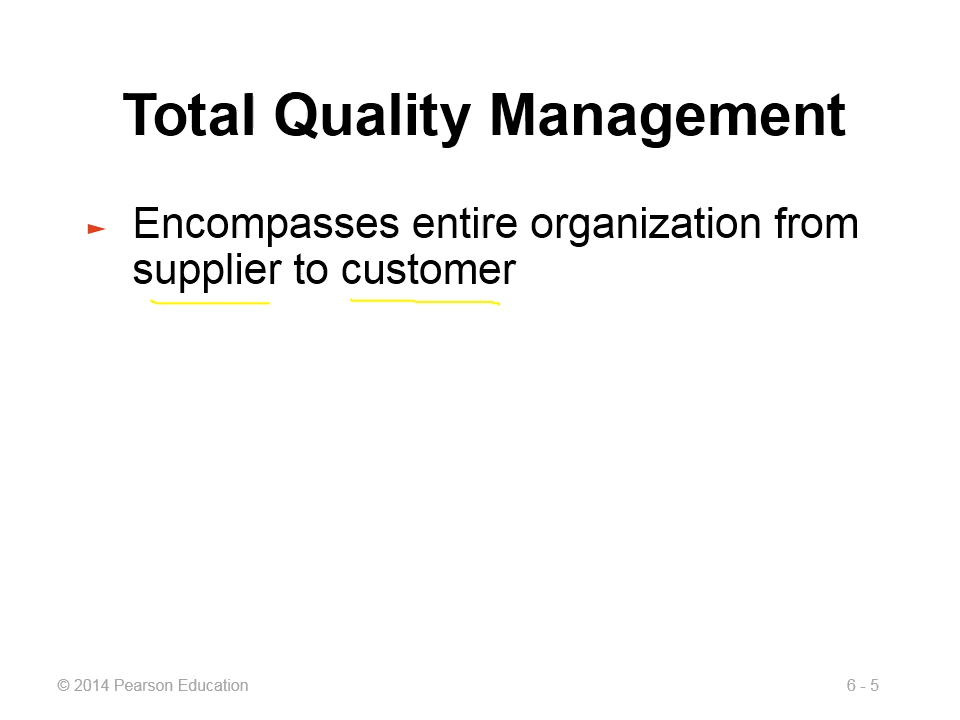 Total Quality Management
► Encompasses entire organization from
supplier to customer
© 2014 Pearson Education
6 - 5